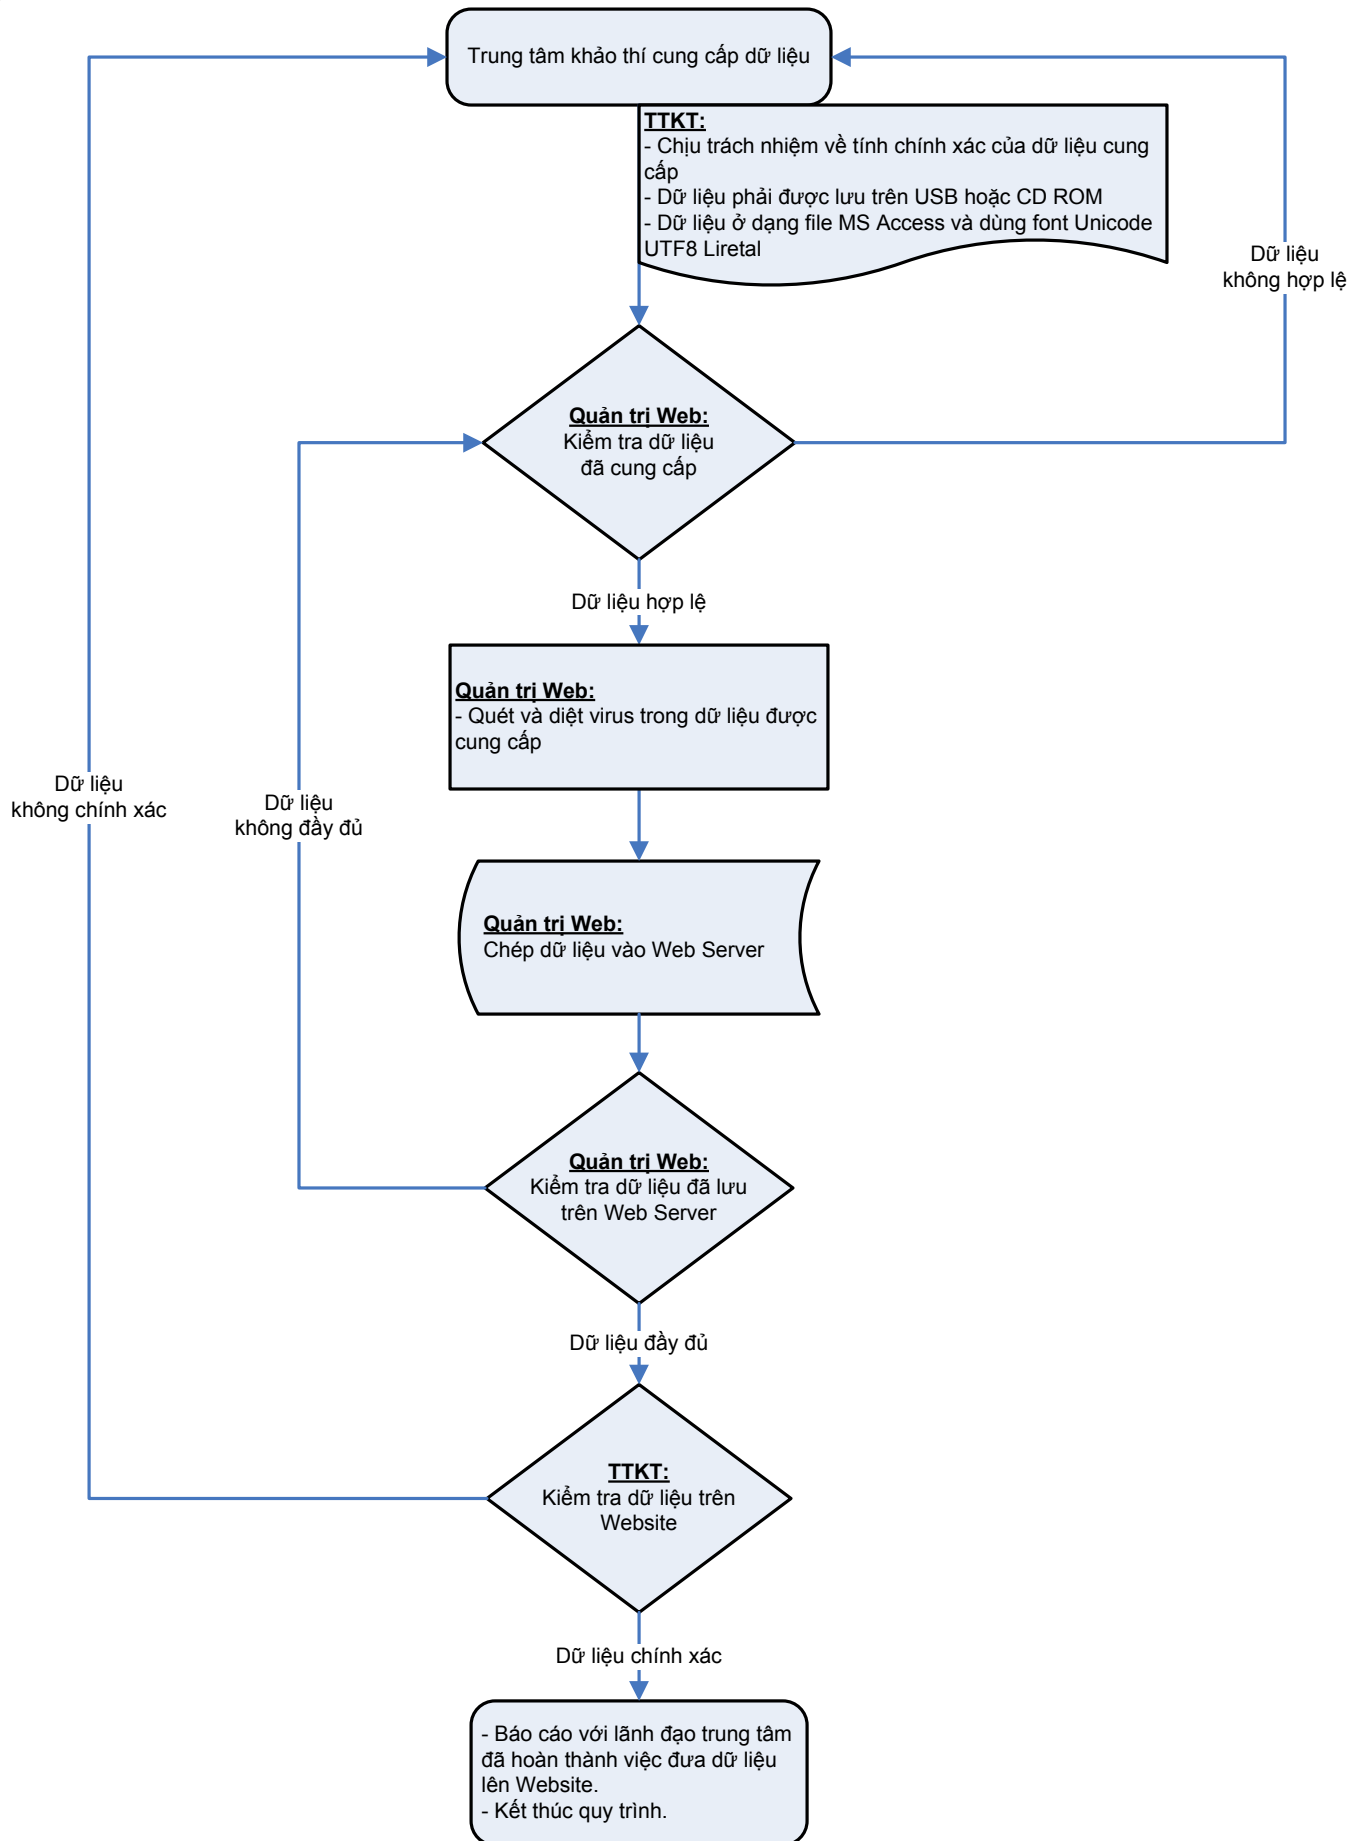 Trung tâm khảo thí cung cấp dữ liệu
TTKT:
- Chịu trách nhiệm về tính chính xác của dữ liệu cung
cấp
- Dữ liệu phải được lưu trên USB hoặc CD ROM
- Dữ liệu ở dạng file MS Access và dùng font Unicode
UTF8 Liretal
Dữ liệu
không hợp lệ
Quản trị Web:
Kiểm tra dữ liệu
đã cung cấp
Dữ liệu hợp lệ
Quản trị Web:
- Quét và diệt virus trong dữ liệu được
cung cấp
Dữ liệu
không chính xác
Dữ liệu
không đầy đủ
Quản trị Web:
Chép dữ liệu vào Web Server
Quản trị Web:
Kiểm tra dữ liệu đã lưu
trên Web Server
Dữ liệu đầy đủ
TTKT:
Kiểm tra dữ liệu trên
Website
Dữ liệu chính xác
- Báo cáo với lãnh đạo trung tâm
đã hoàn thành việc đưa dữ liệu
lên Website.
- Kết thúc quy trình.